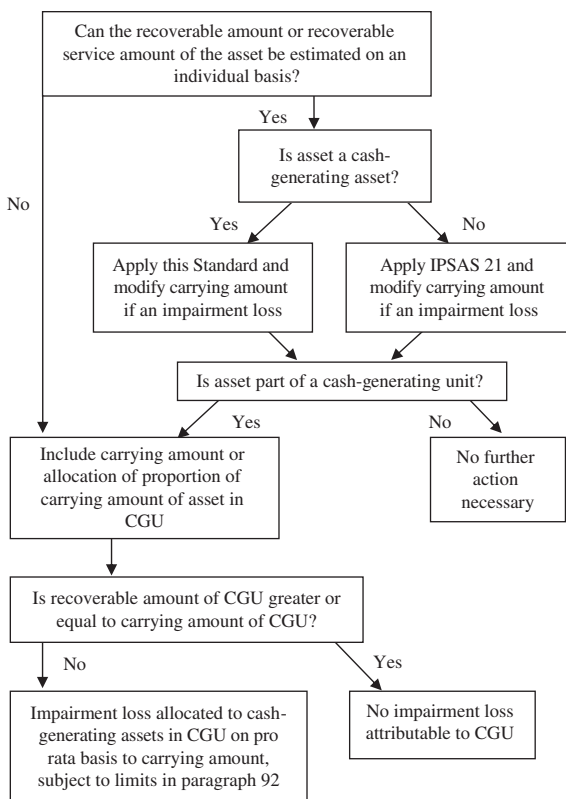 Can the recoverable amount or recoverable
service amount of the asset be estimated on an
individual basis?
Yes
Is asset a cash-
generating asset?
No
Yes
No
Apply this Standard and
modify carrying amount
if an impairment loss
Apply IPSAS 21 and
modify carrying amount
if an impairment loss
Is asset part of a cash-generating unit?
Yes
No
Include carrying amount or
allocation of proportion of
carrying amount of asset in
CGU
No further
action
necessary
Is recoverable amount of CGU greater or
equal to carrying amount of CGU?
No
Yes
Impairment loss allocated to cash-
generating assets in CGU on pro
rata basis to carrying amount,
subject to limits in paragraph 92
No impairment loss
attributable to CGU